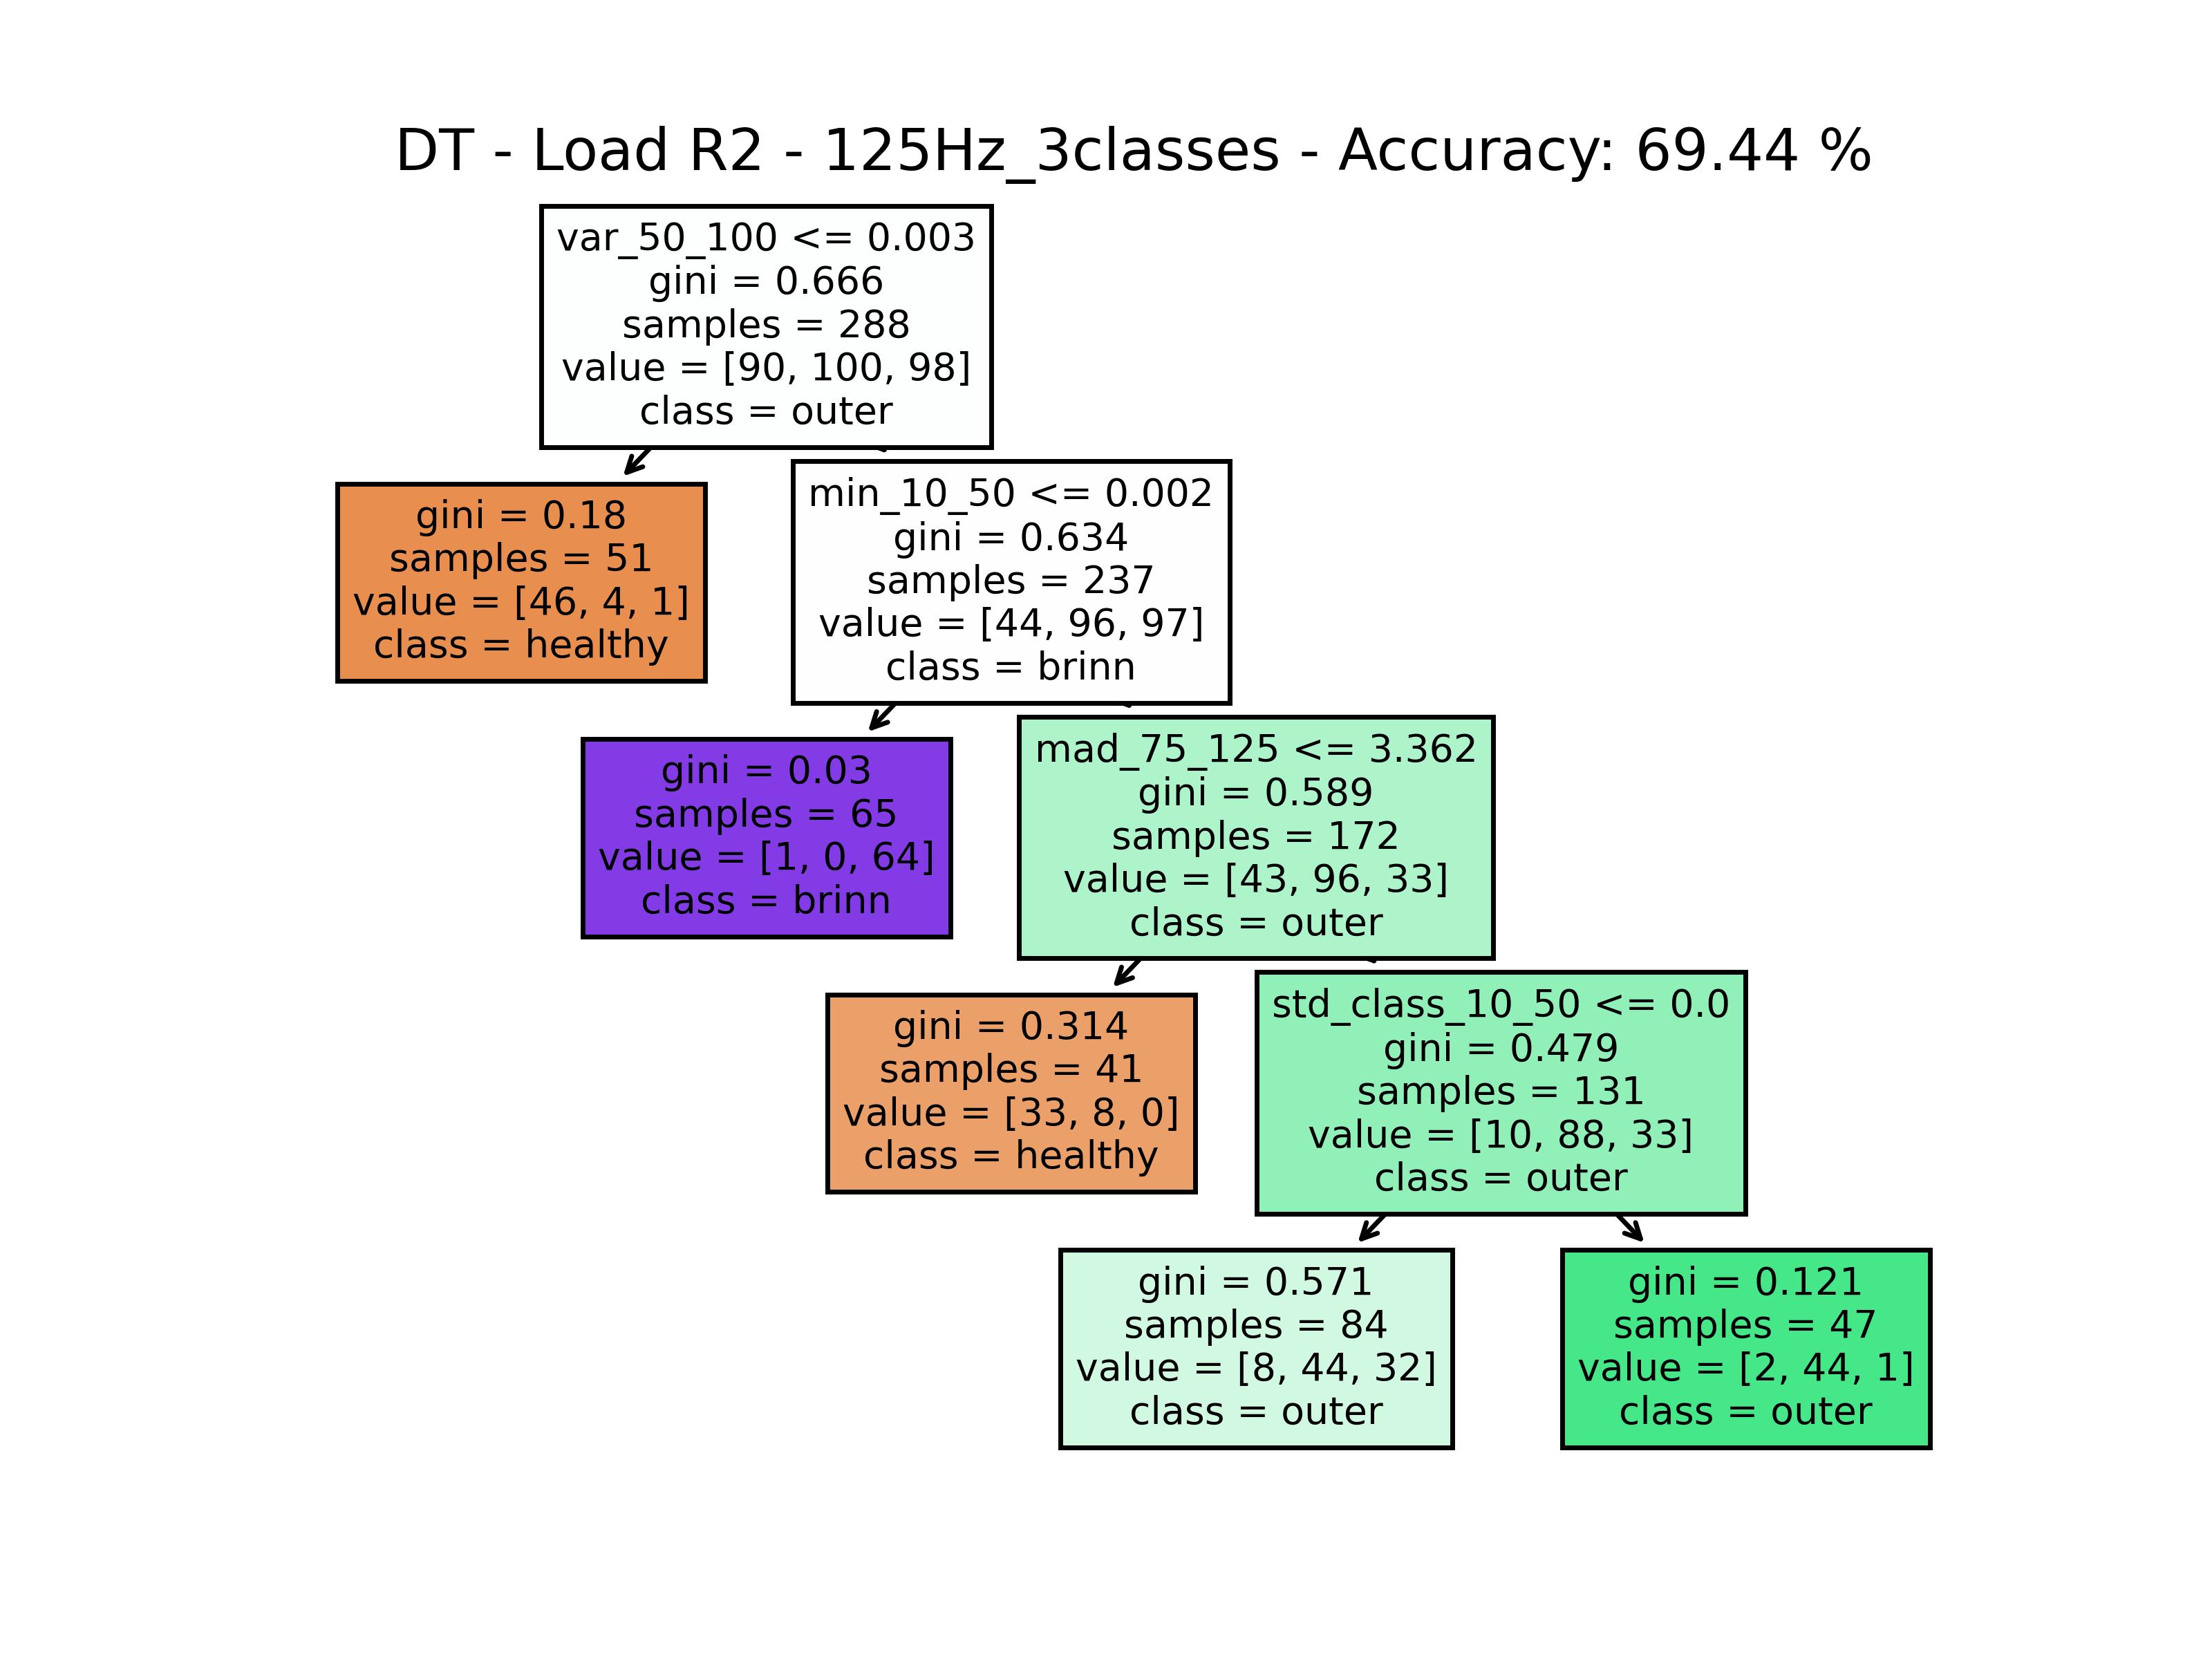 DT - Load R2 - 125Hz_3classes - Accuracy: 69.44 %
var_50_100 <= 0.003
gini = 0.666
samples = 288
value = [90, 100, 98]
class = outer
gini = 0.18
samples = 51
value = [46, 4, 1]
class = healthy
min_10_50 <= 0.002
gini = 0.634
samples = 237
value = [44, 96, 97]
class = brinn
gini = 0.03
samples = 65
value = [1, 0, 64]
class = brinn
mad_75_125 <= 3.362
gini = 0.589
samples = 172
value = [43, 96, 33]
class = outer
gini = 0.314
samples = 41
value = [33, 8, 0]
class = healthy
std_class_10_50 <= 0.0
gini = 0.479
samples = 131
value = [10, 88, 33]
class = outer
gini = 0.571
samples = 84
value = [8, 44, 32]
class = outer
gini = 0.121
samples = 47
value = [2, 44, 1]
class = outer